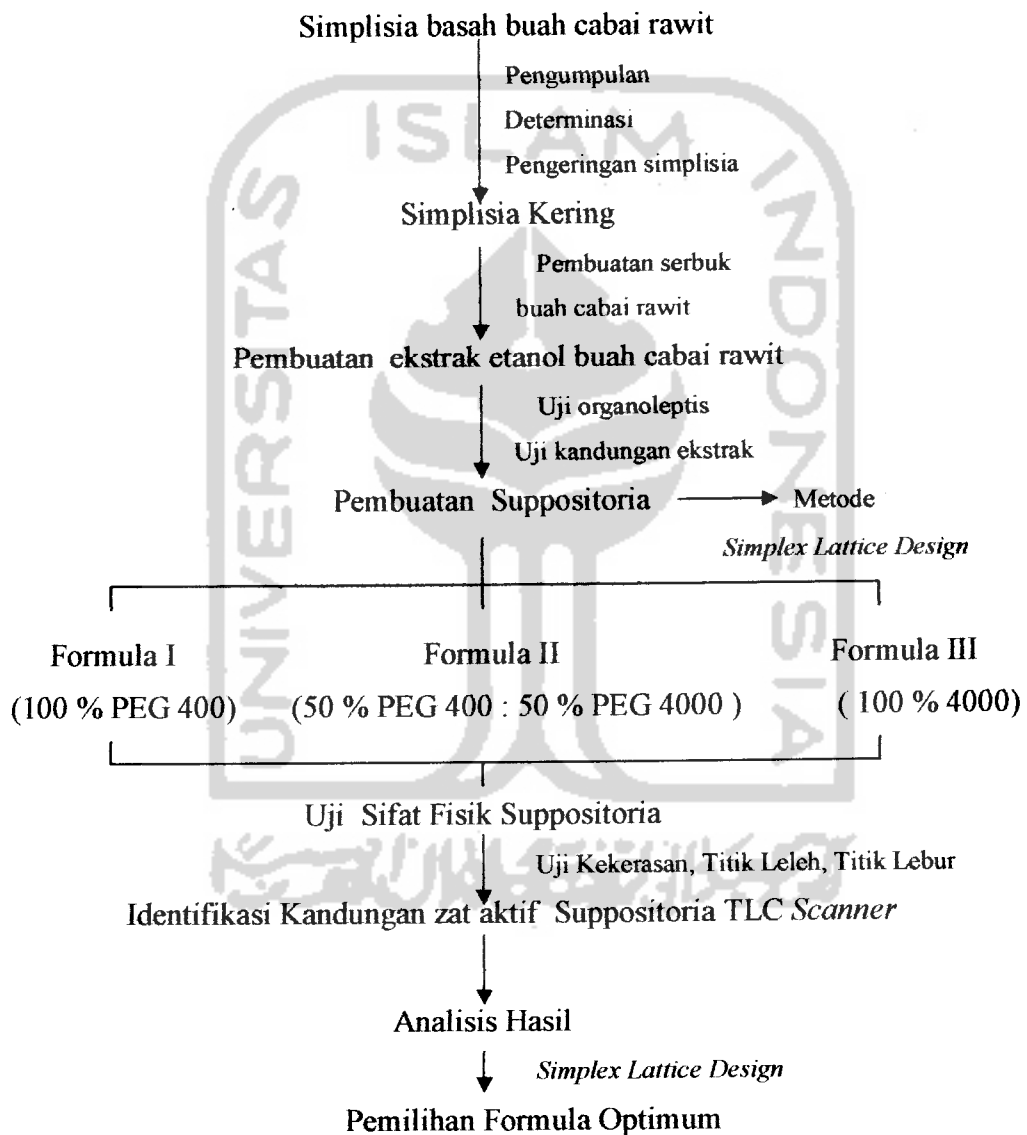 Simplisia basah buah cabai rawit
Pengumpulan
Determinasi
Pengeringan simplisia
Simplisia Kering
Pembuatan serbuk
buah cabai rawit
Pembuatan ekstrak etanol buah cabai rawit
Uji organoleptis
Uji kandungan ekstrak
Pembuatan Suppositoria
Metode
Simplex Lattice Design
Formula I
Formula II
Formula III
(100 % PEG 400)
(50 % PEG 400 : 50 % PEG 4000 )
( 100 % 4000)
Uji Sifat Fisik Suppositoria
Uji Kekerasan, Titik Leleh, Titik Lebur
Identifikasi Kandungan zat aktif Suppositoria TLC Scanner
Analisis Hasil
Simplex Lattice Design
Pemilihan Formula Optimum
UNIVERSITAS
ISLAM
INDONESIA